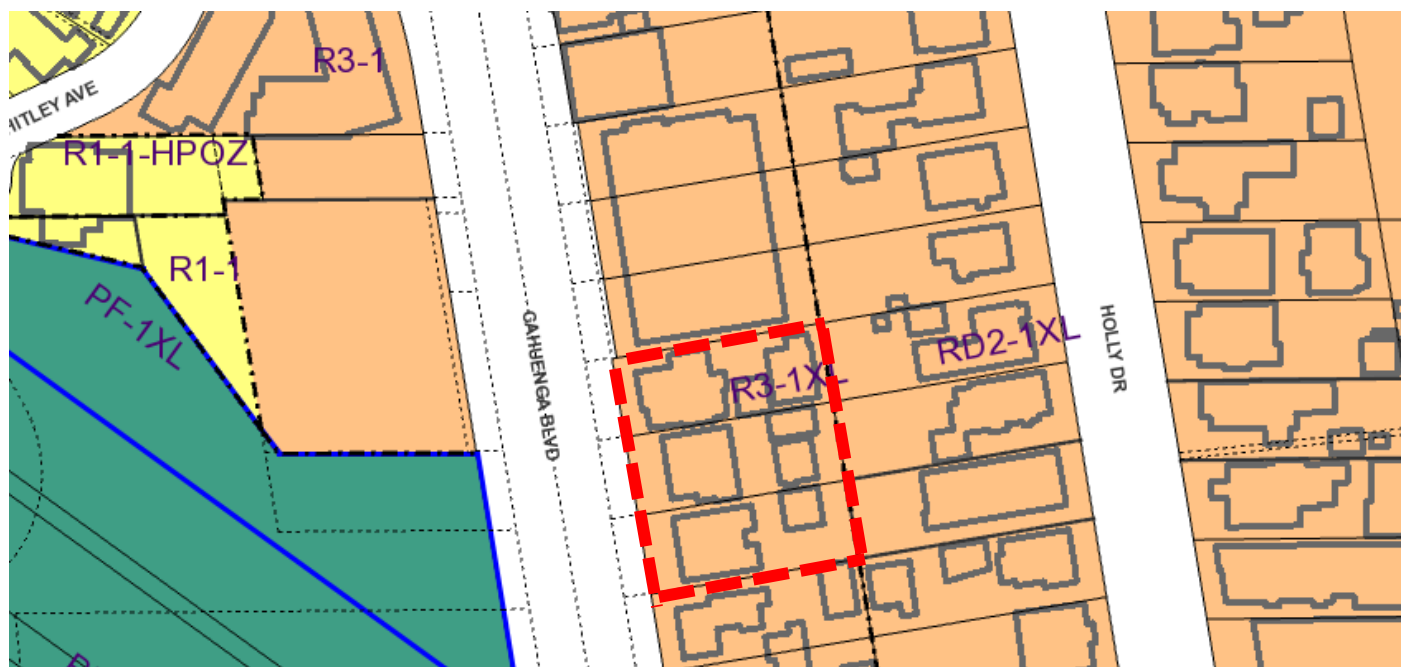 R3-1
HITLEY AVE
R1-1-HPOZ
R1-1
PF-1XL
CAHUENGA BLVD
R3-1XL
RD2-1XL
HOLLY DR